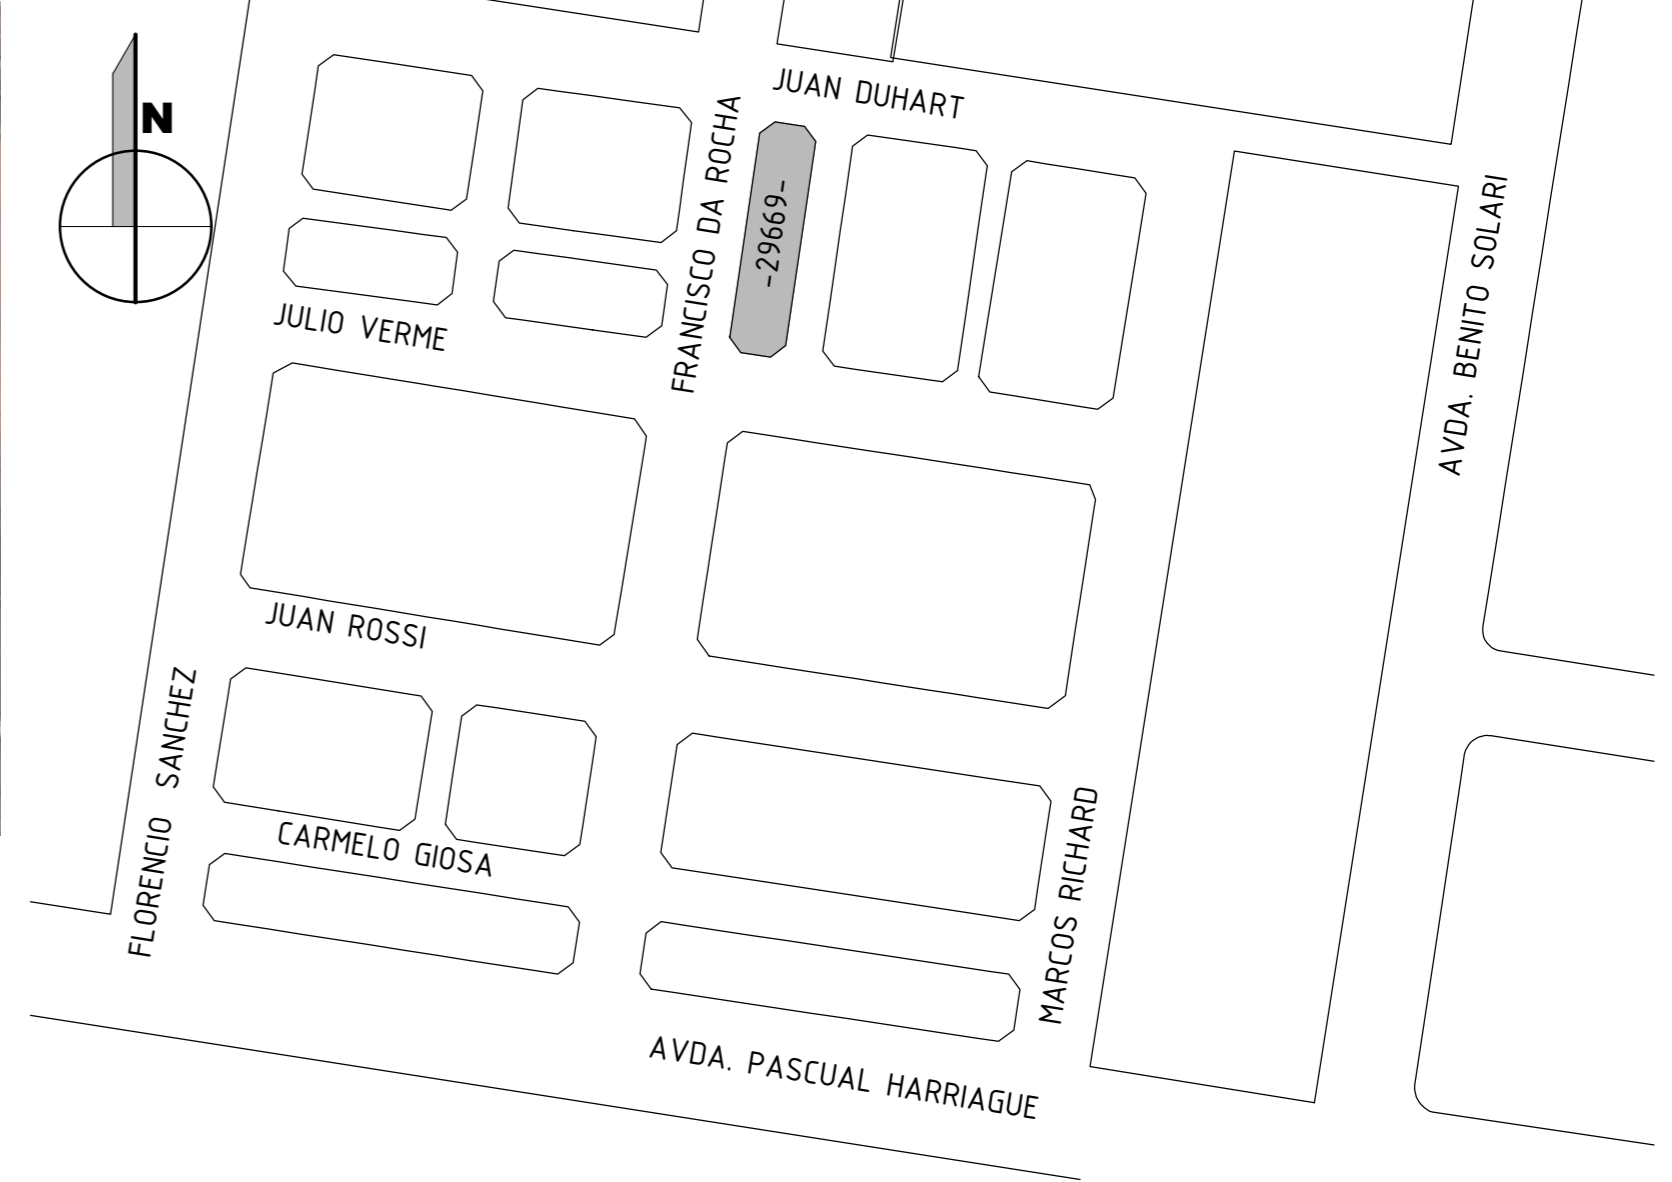 N
JUAN DUHART
FRANCISCO DA ROCHA
-29669-
AVDA. BENITO SOLARI
JULIO VERME
JUAN ROSSI
FLORENCIO SANCHEZ
CARMELO GIOSA
MARCOS RICHARD
AVDA. PASCUAL HARRIAGUE